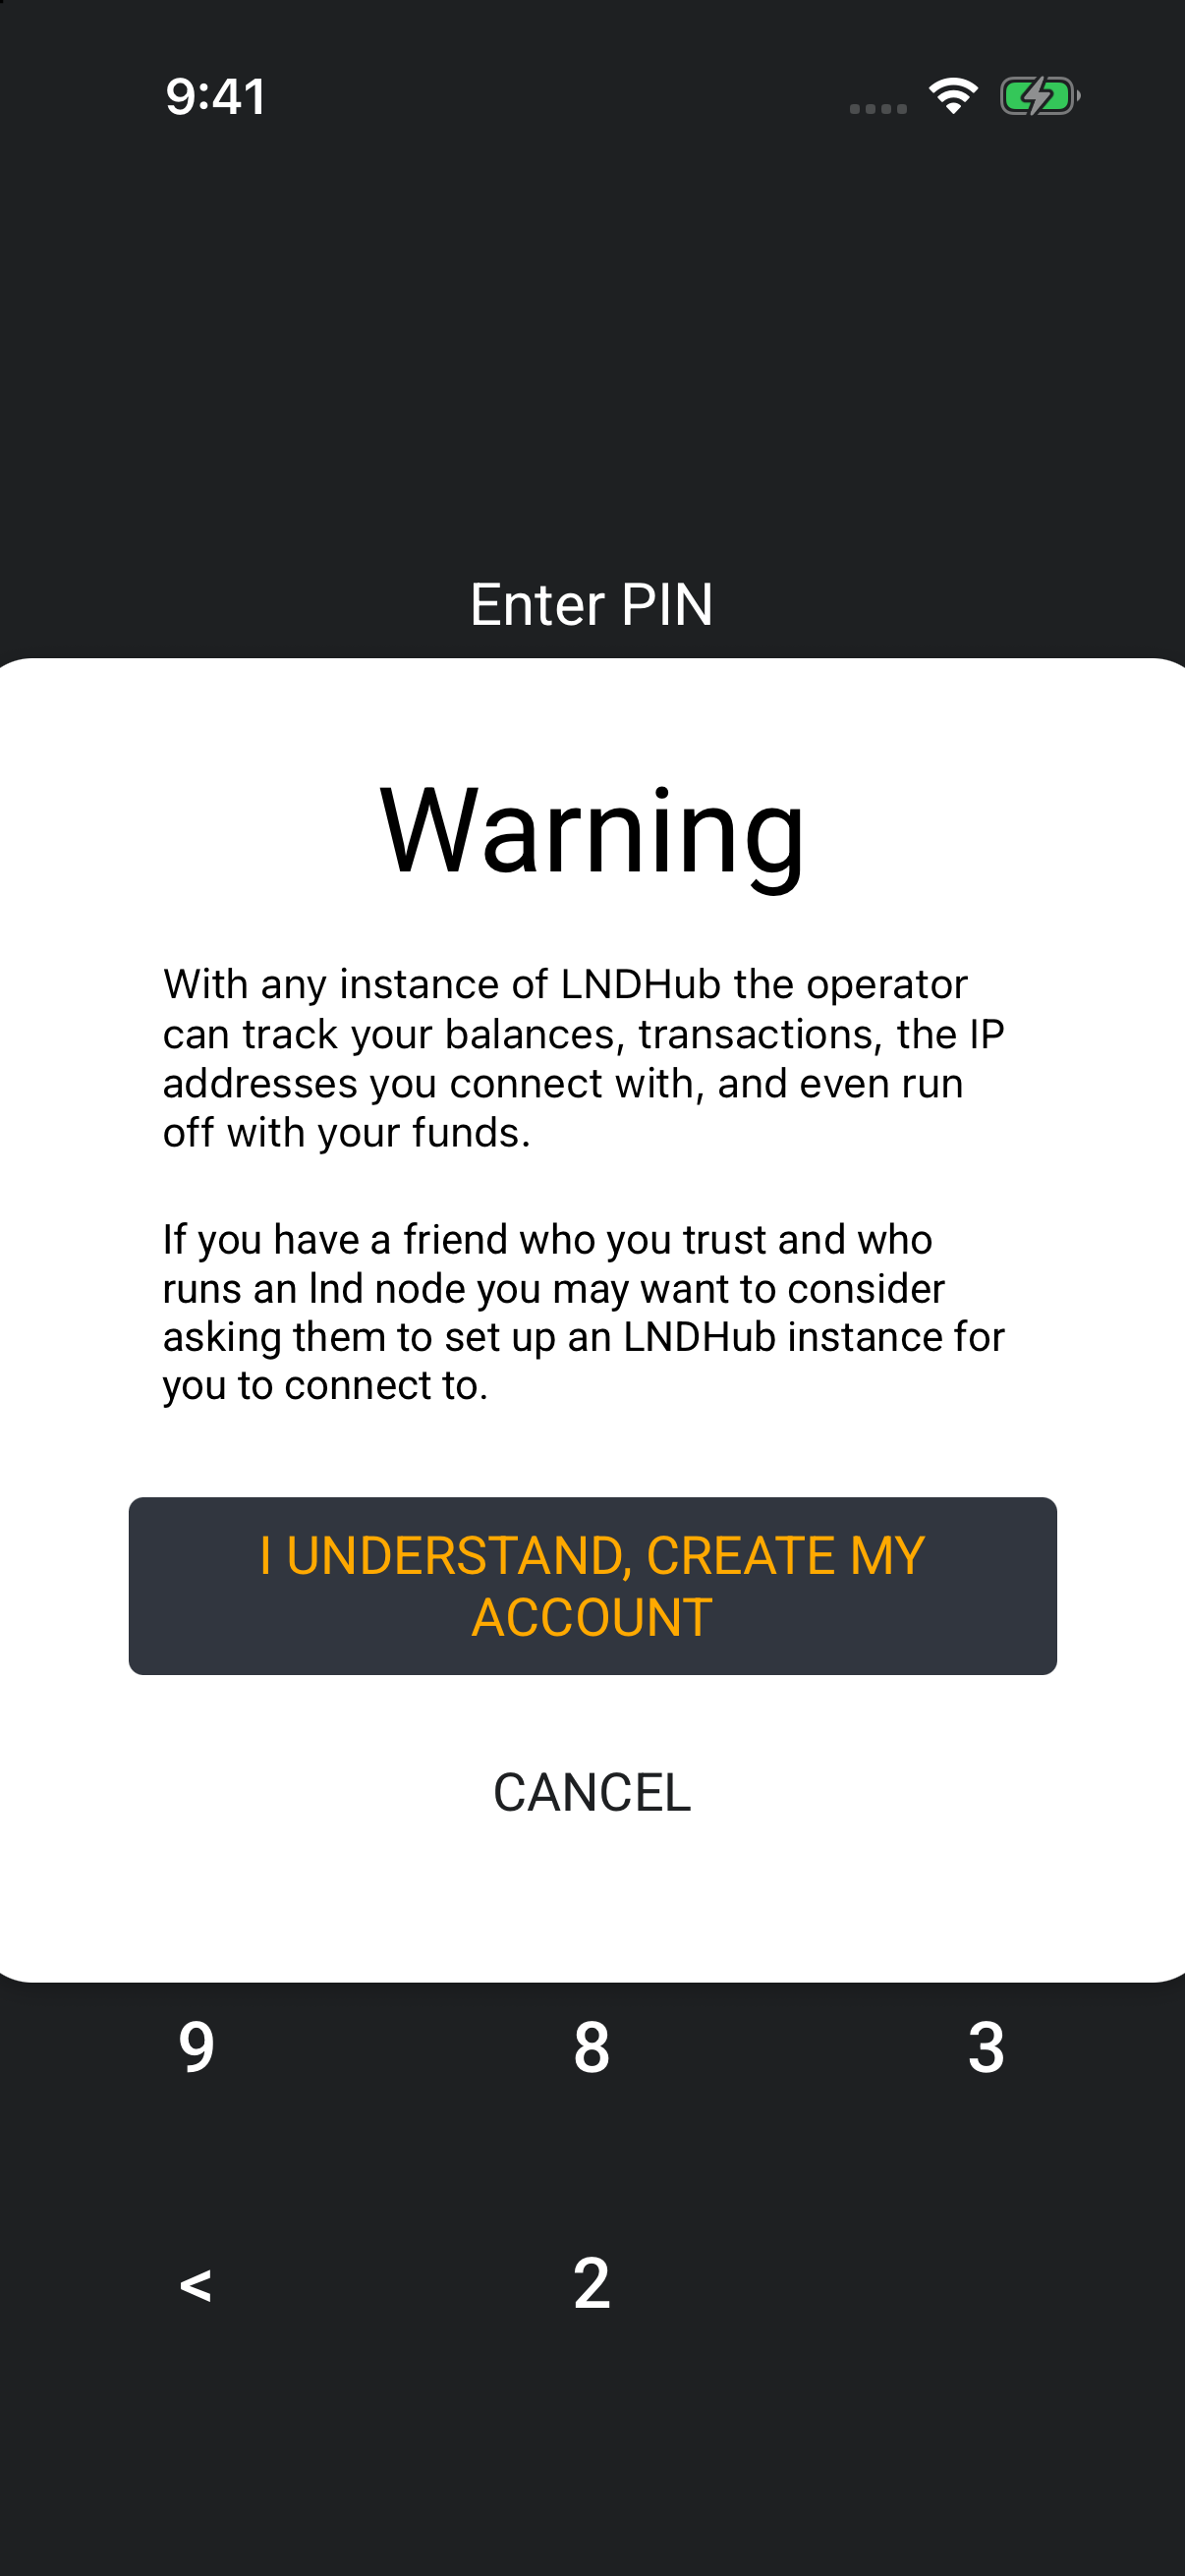 9:41
Enter PIN
Warning
With any instance of LNDHub the operator
can track your balances, transactions, the IP
addresses you connect with, and even run
off with your funds.
If you have a friend who you trust and who
runs an lnd node you may want to consider
asking them to set up an LNDHub instance for
you to connect to.
I UNDERSTAND, CREATE MY
ACCOUNT
CANCEL
9 8 3
< 2